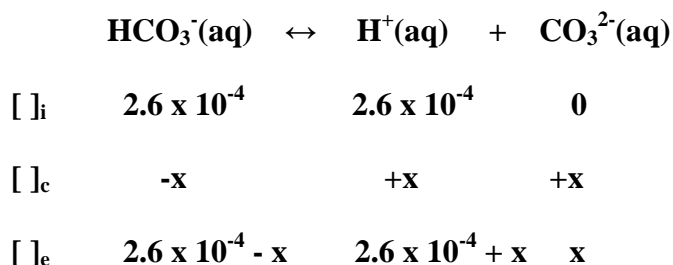 HCO₃⁻(aq) ↔ H⁺(aq) + CO₃²⁻(aq)
[ ]ᵢ 2.6 x 10⁻⁴ 2.6 x 10⁻⁴ 0
[ ]c -x +x +x
[ ]ₑ 2.6 x 10⁻⁴ - x 2.6 x 10⁻⁴ + x x